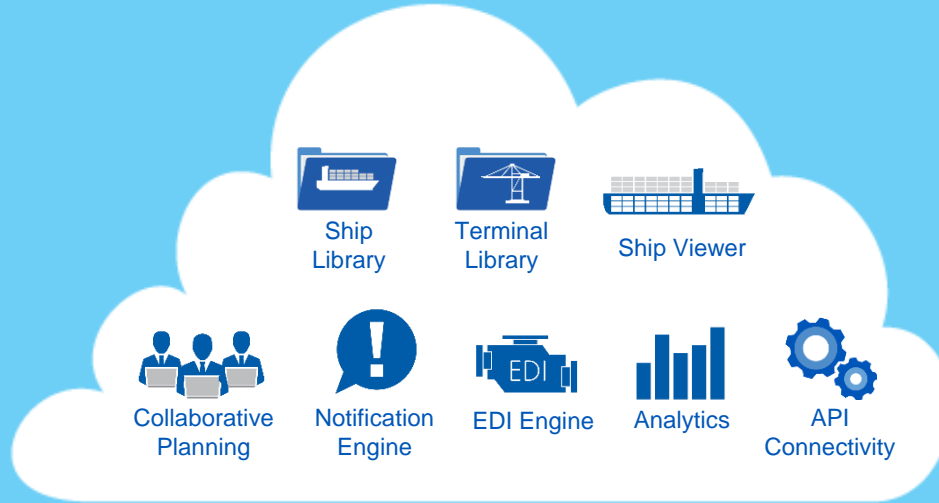 Ship
Library
Terminal
Library
Ship Viewer
Collaborative
Planning
Notification
Engine
EDI
EDI Engine
Analytics
API
Connectivity